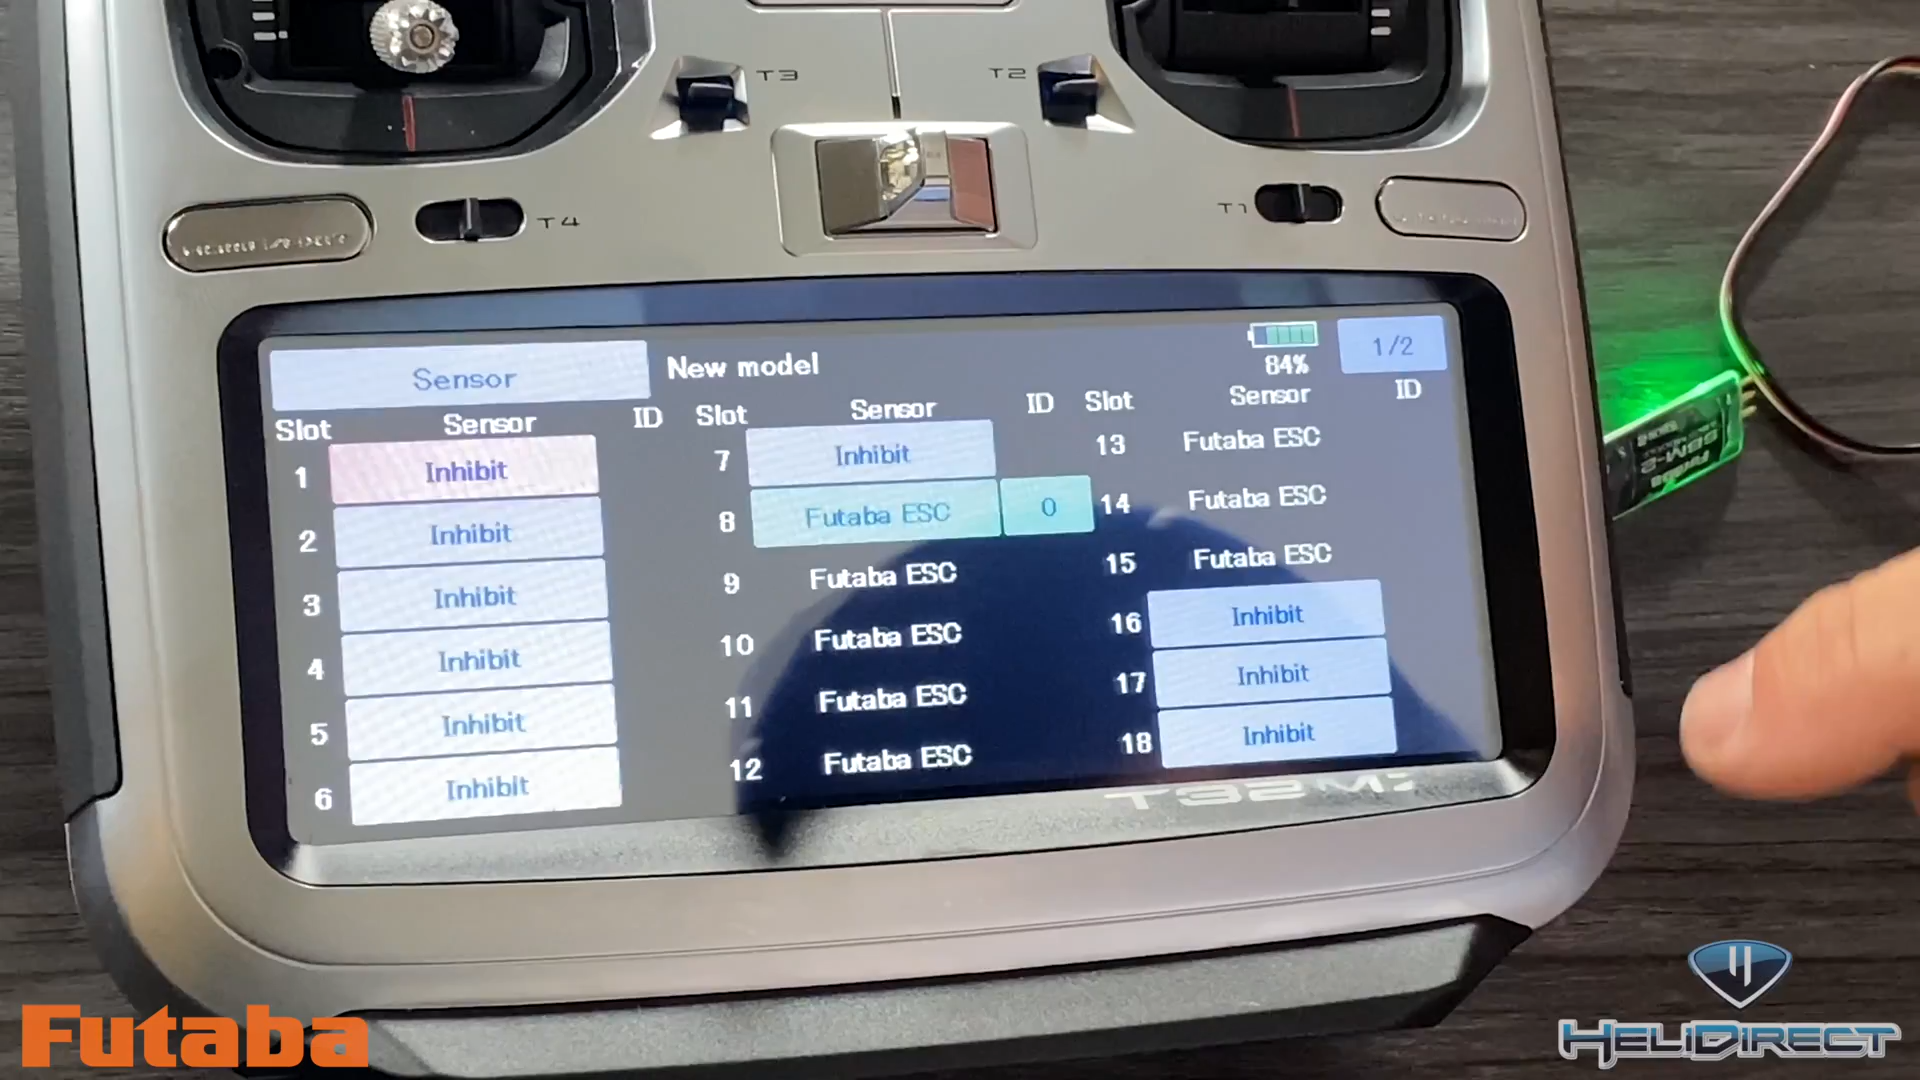 T3
T2
T4
T1
Sensor
New model
84%
1/2
Slot Sensor ID
1 Inhibit
2 Inhibit
3 Inhibit
4 Inhibit
5 Inhibit
6 Inhibit
Slot Sensor ID
7 Inhibit
8 Futaba ESC 0
9 Futaba ESC
10 Futaba ESC
11 Futaba ESC
12 Futaba ESC
Slot Sensor ID
13 Futaba ESC
14 Futaba ESC
15 Futaba ESC
16 Inhibit
17 Inhibit
18 Inhibit
Futaba
SBM-2
Futaba
HELIDIRECT